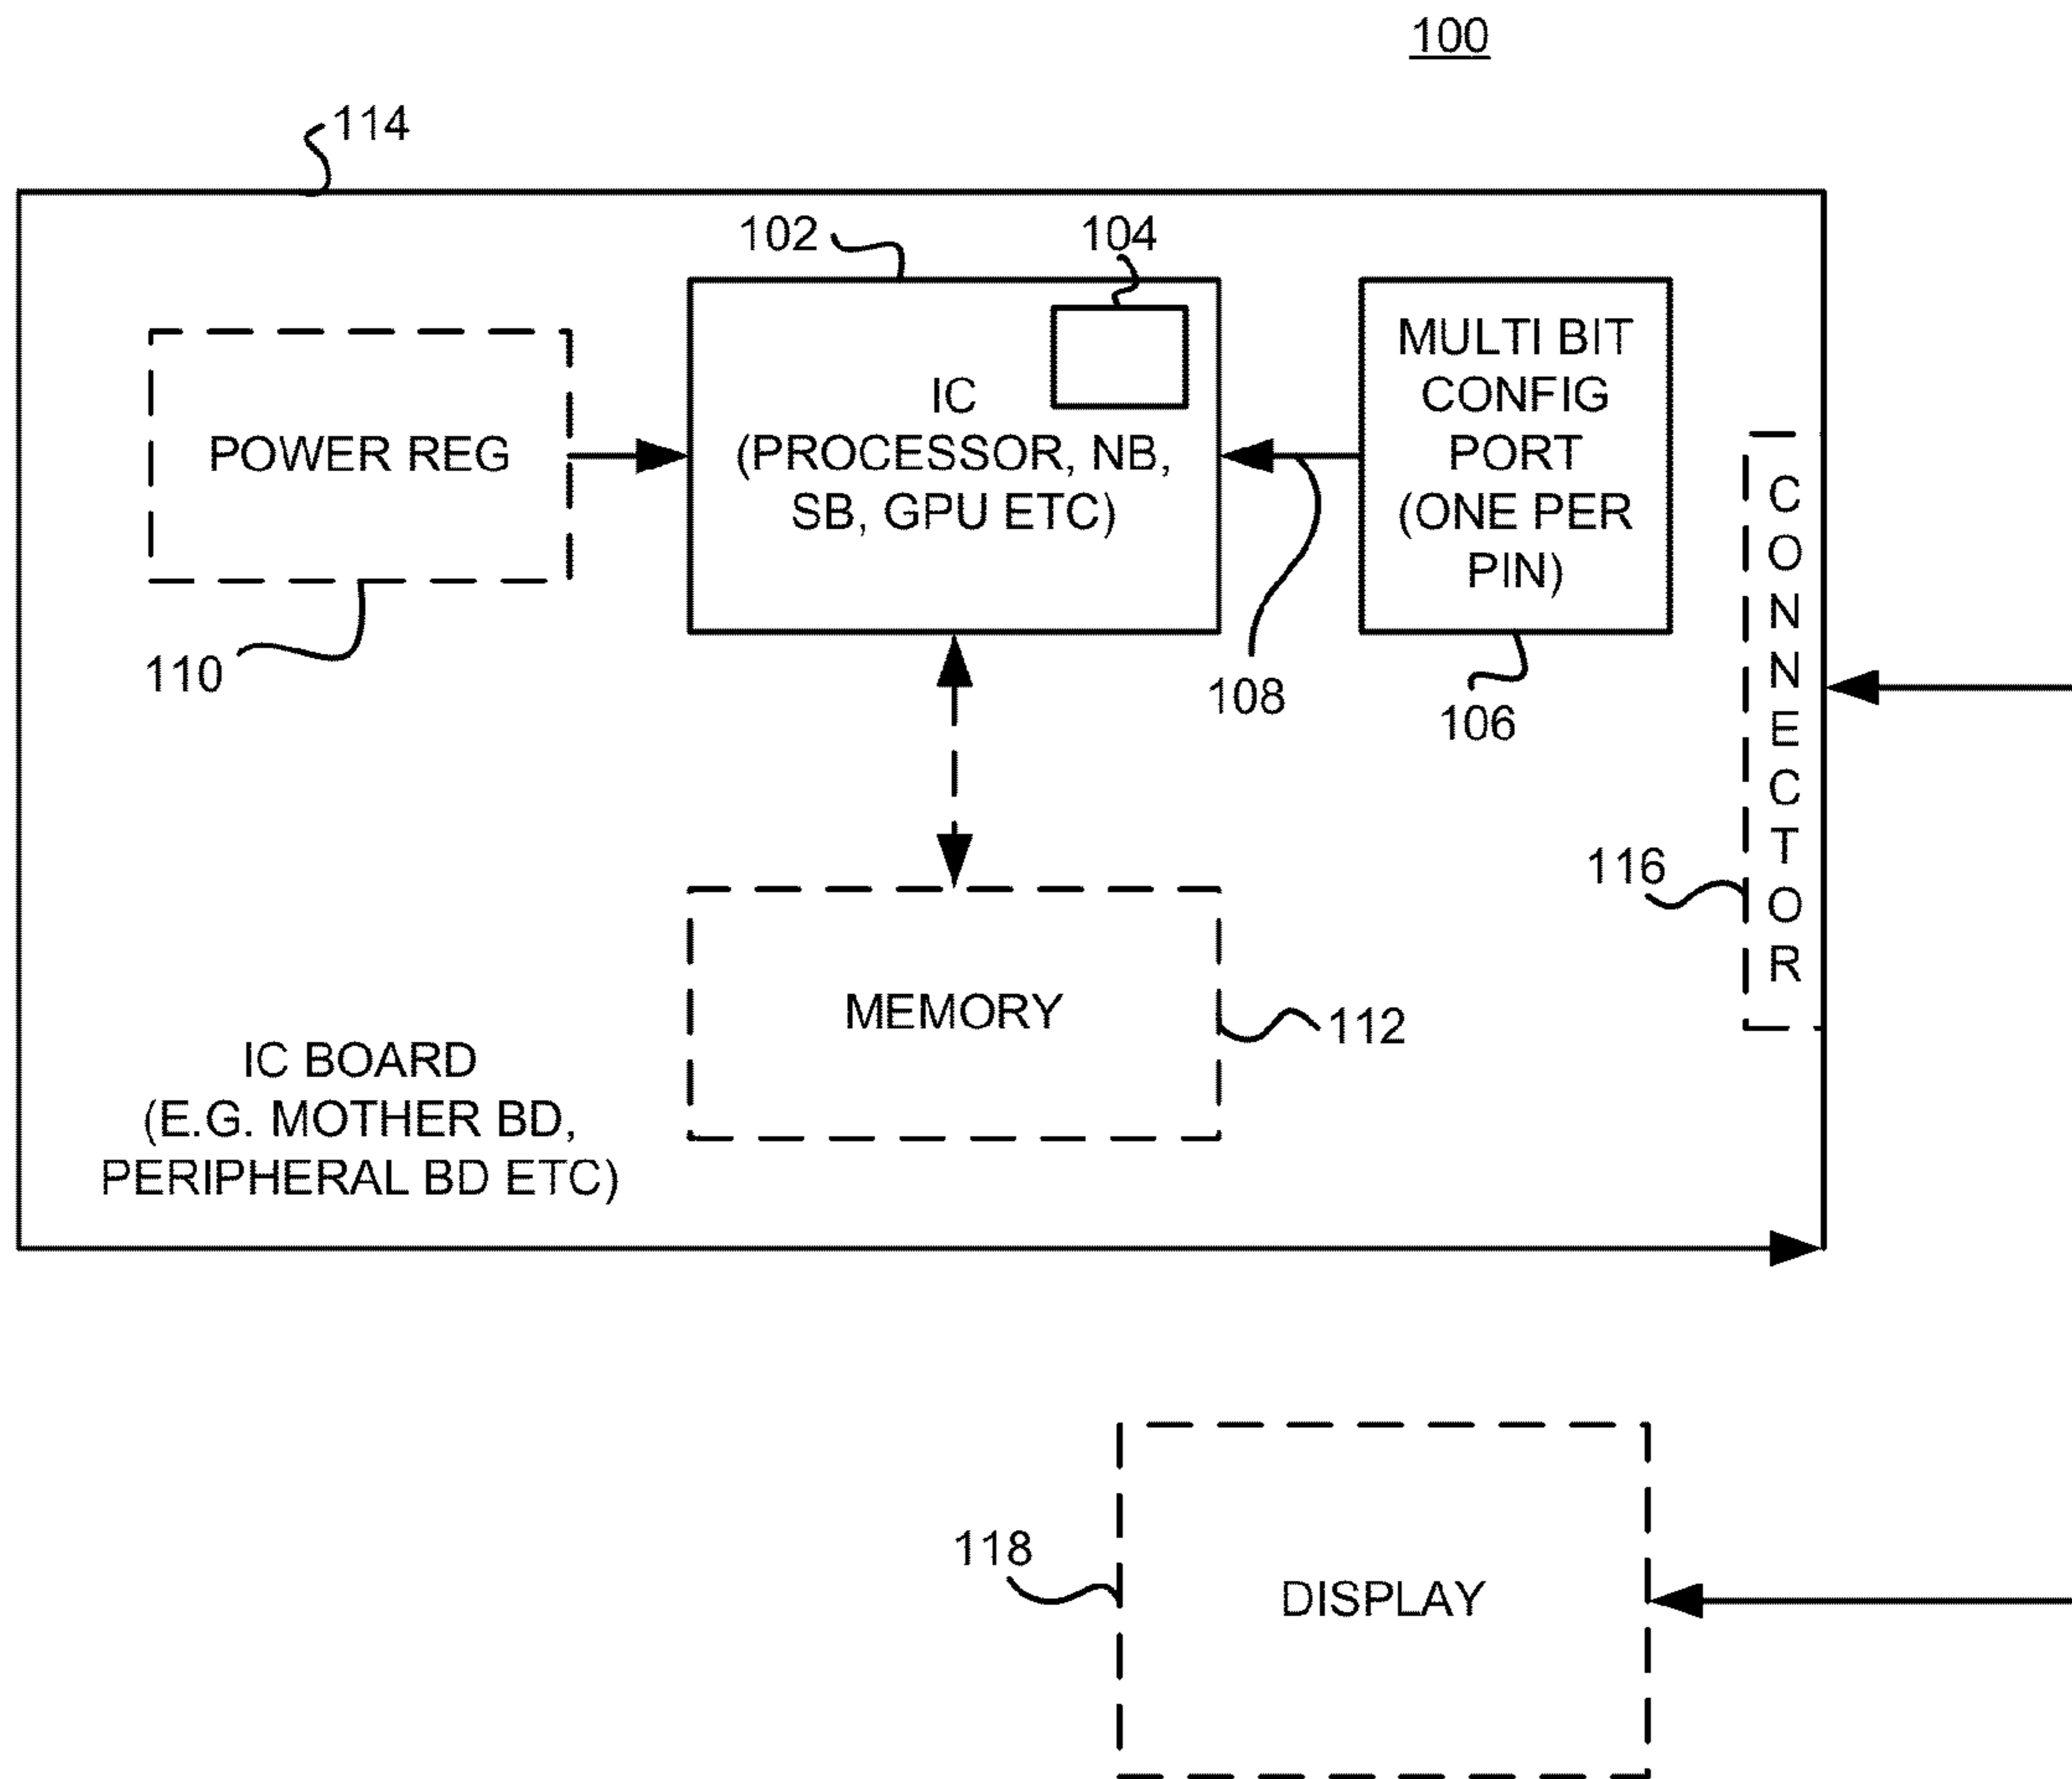 100
114
102
104
POWER REG
110
IC
(PROCESSOR, NB,
SB, GPU ETC)
MULTI BIT
CONFIG
PORT
(ONE PER
PIN)
108
106
CONNECTOR
116
MEMORY
112
IC BOARD
(E.G. MOTHER BD,
PERIPHERAL BD ETC)
118
DISPLAY